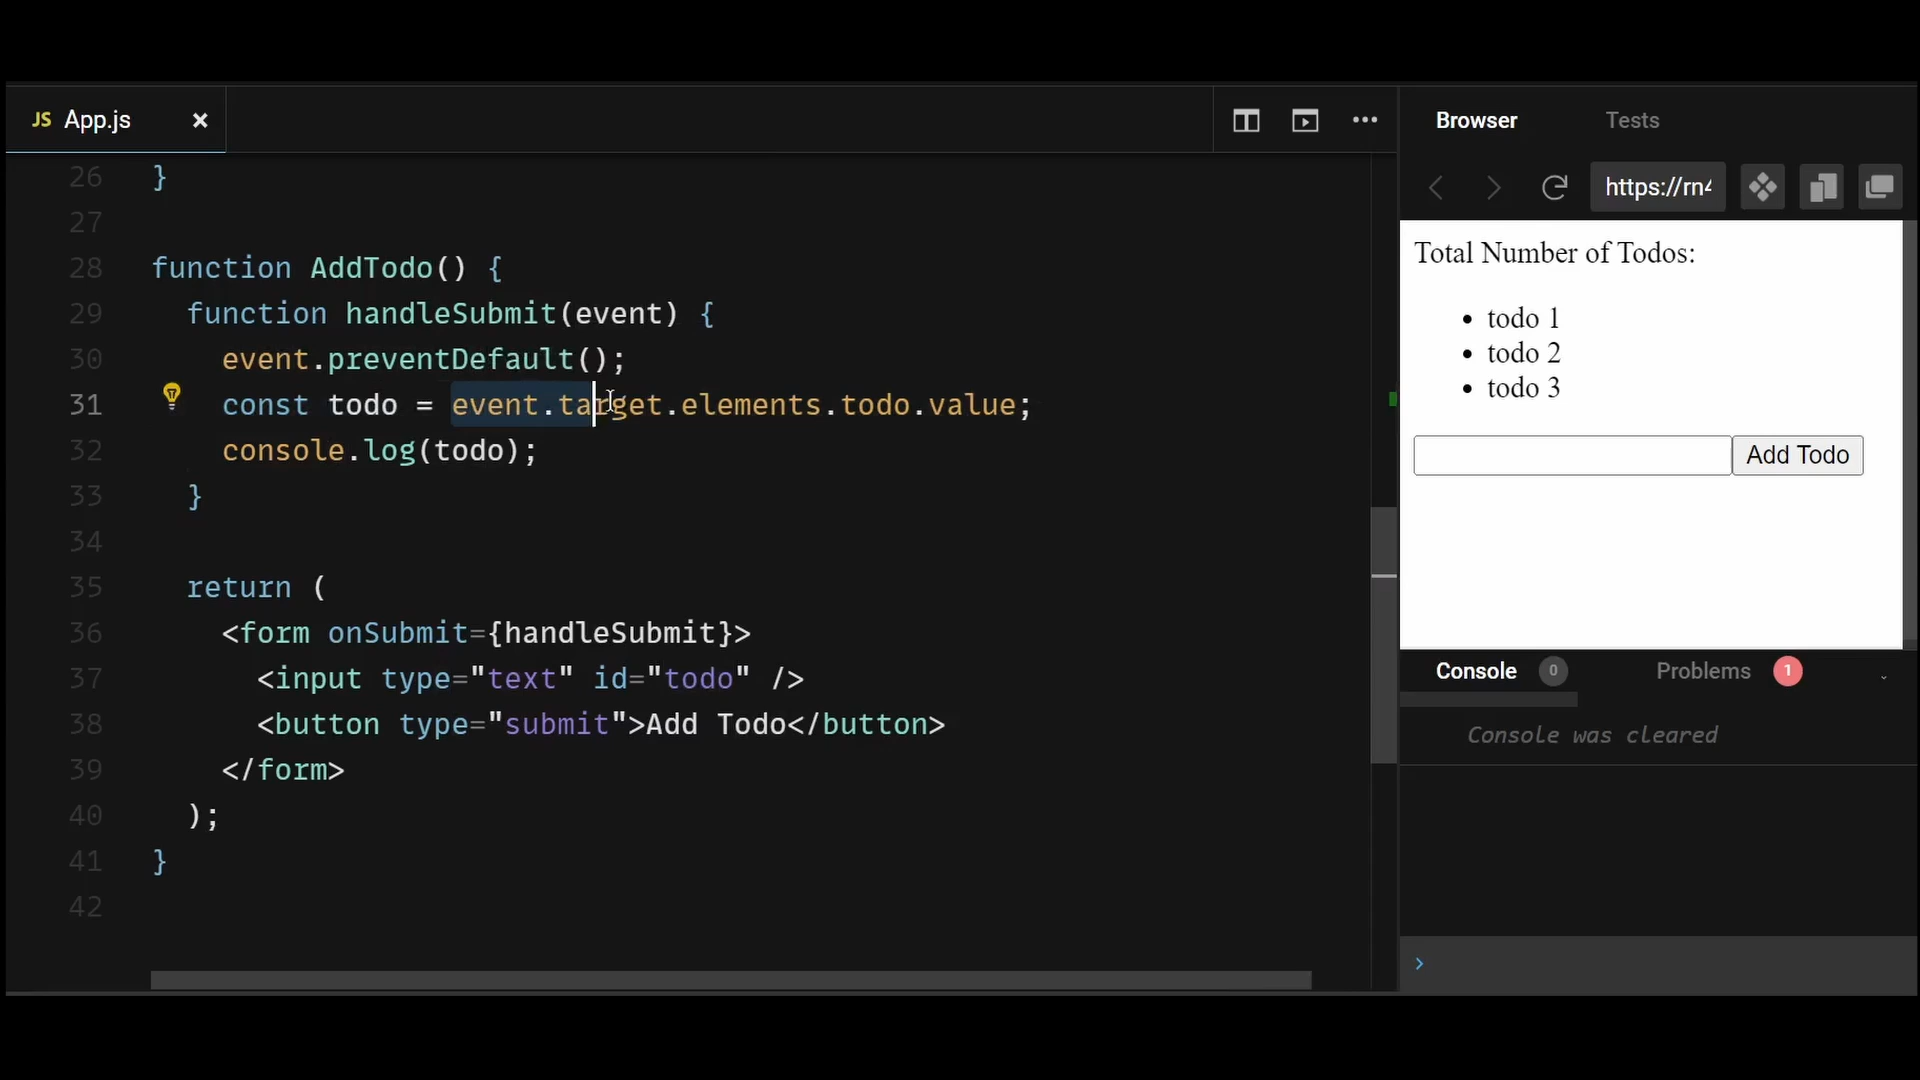 JS App.js ×
26 }
27
28 function AddTodo() {
29 function handleSubmit(event) {
30 event.preventDefault();
31 const todo = event.target.elements.todo.value;
32 console.log(todo);
33 }
34
35 return (
36 <form onSubmit={handleSubmit}>
37 <input type="text" id="todo" />
38 <button type="submit">Add Todo</button>
39 </form>
40 );
41 }
42
Browser Tests
https://rn4
Total Number of Todos:
• todo 1
• todo 2
• todo 3
Add Todo
Console 0 Problems 1
Console was cleared